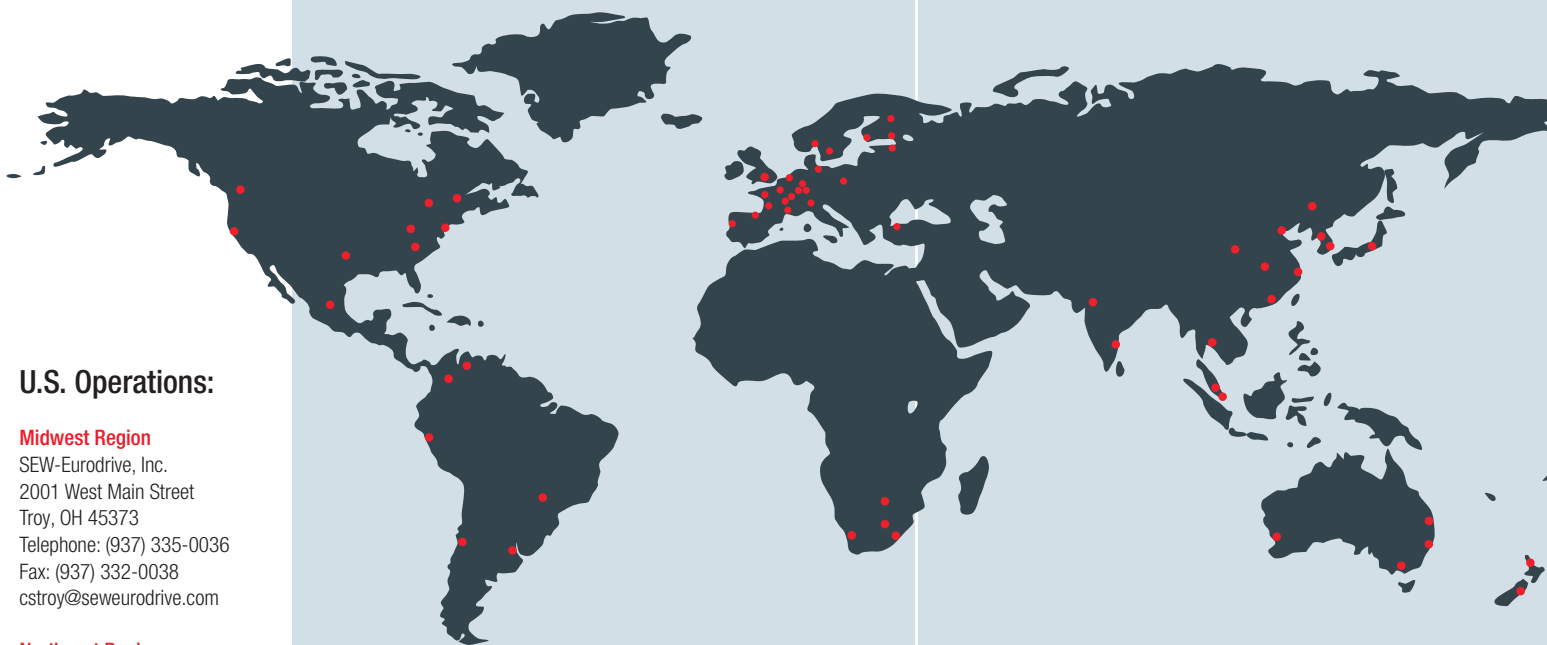 U.S. Operations:
Midwest Region
SEW-Eurodrive, Inc.
2001 West Main Street
Troy, OH 45373
Telephone: (937) 335-0036
Fax: (937) 332-0038
cstroy@seweurodrive.com